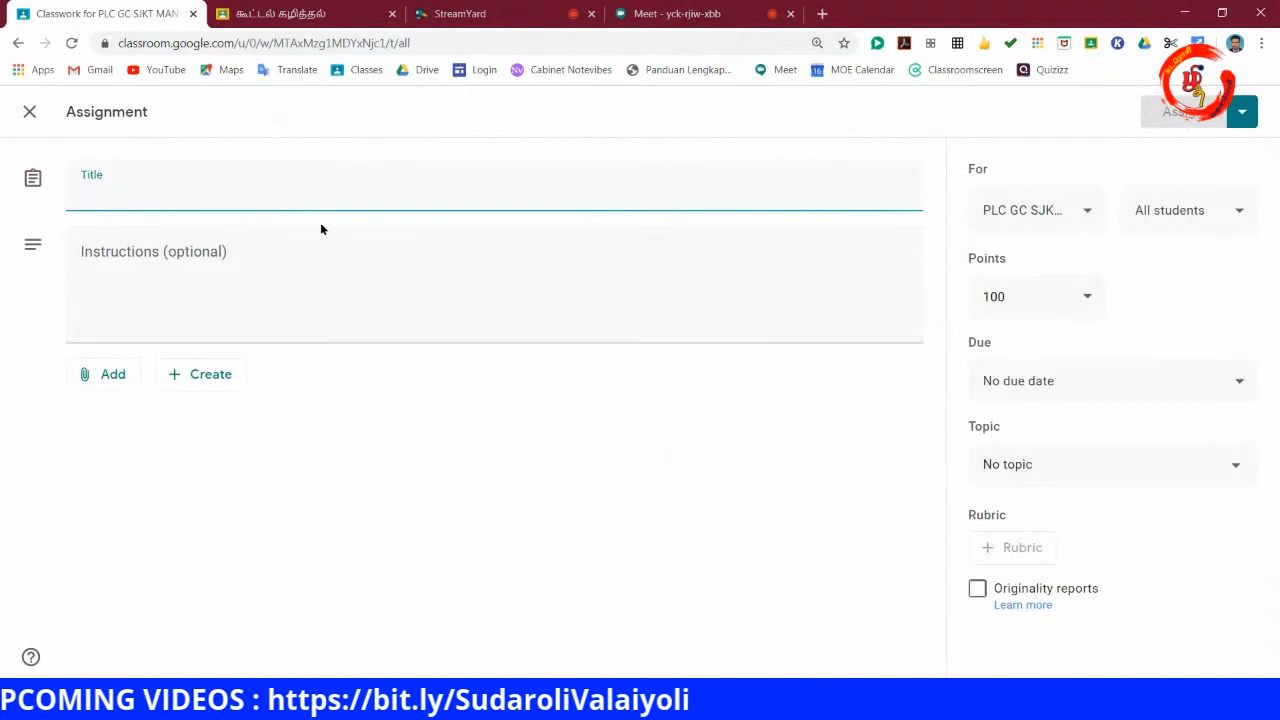 Classwork for PLC GC SJKT MAN
கூட்டல் கழித்தல்
StreamYard
Meet - yck-rjiw-xbb
classroom.google.com/u/0/w/MTAxMzg1MDYxNjc1/t/all
Apps
Gmail
YouTube
Maps
Translate
Classes
Drive
Login
Cabinet Notevibes
Panduan Lengkap...
Meet
MOE Calendar
Classroomscreen
Quizizz
Assignment
Title
Instructions (optional)
Add
Create
For
PLC GC SJK...
All students
Points
100
Due
No due date
Topic
No topic
Rubric
Rubric
Originality reports
Learn more
PCOMING VIDEOS : https://bit.ly/SudaroliValaiyoli